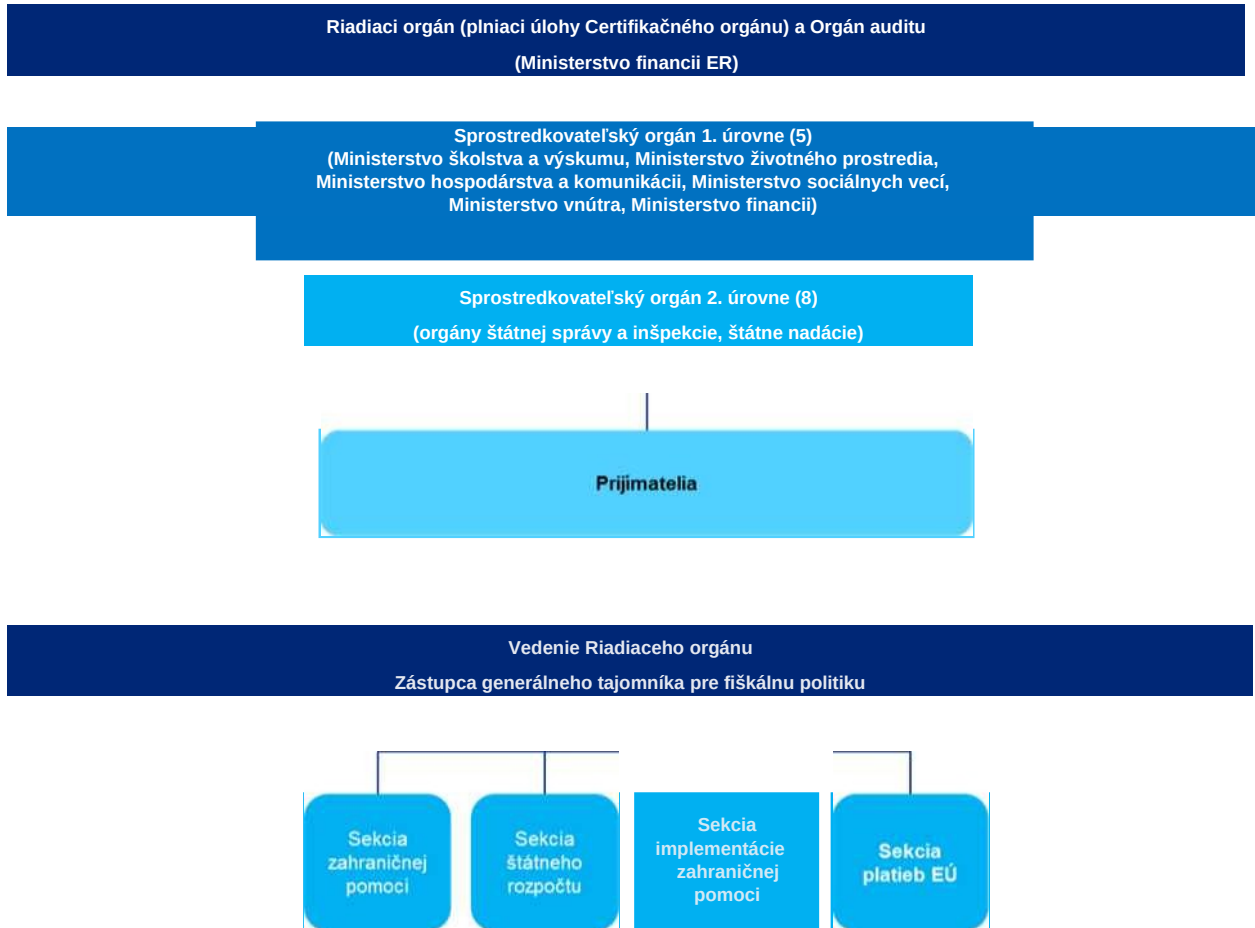 Riadiaci orgán (plniaci úlohy Certifikačného orgánu) a Orgán auditu
(Ministerstvo financii ER)
Sprostredkovateľský orgán 1. úrovne (5)
(Ministerstvo školstva a výskumu, Ministerstvo životného prostredia,
Ministerstvo hospodárstva a komunikácii, Ministerstvo sociálnych vecí,
Ministerstvo vnútra, Ministerstvo financii)
Sprostredkovateľský orgán 2. úrovne (8)
(orgány štátnej správy a inšpekcie, štátne nadácie)
Prijimatelia
Vedenie Riadiaceho orgánu
Zástupca generálneho tajomníka pre fiškálnu politiku
Sekcia
zahraničnej
pomoci
Sekcia
štátneho
rozpočtu
Sekcia
implementácie
zahraničnej
pomoci
Sekcia
platieb EÚ